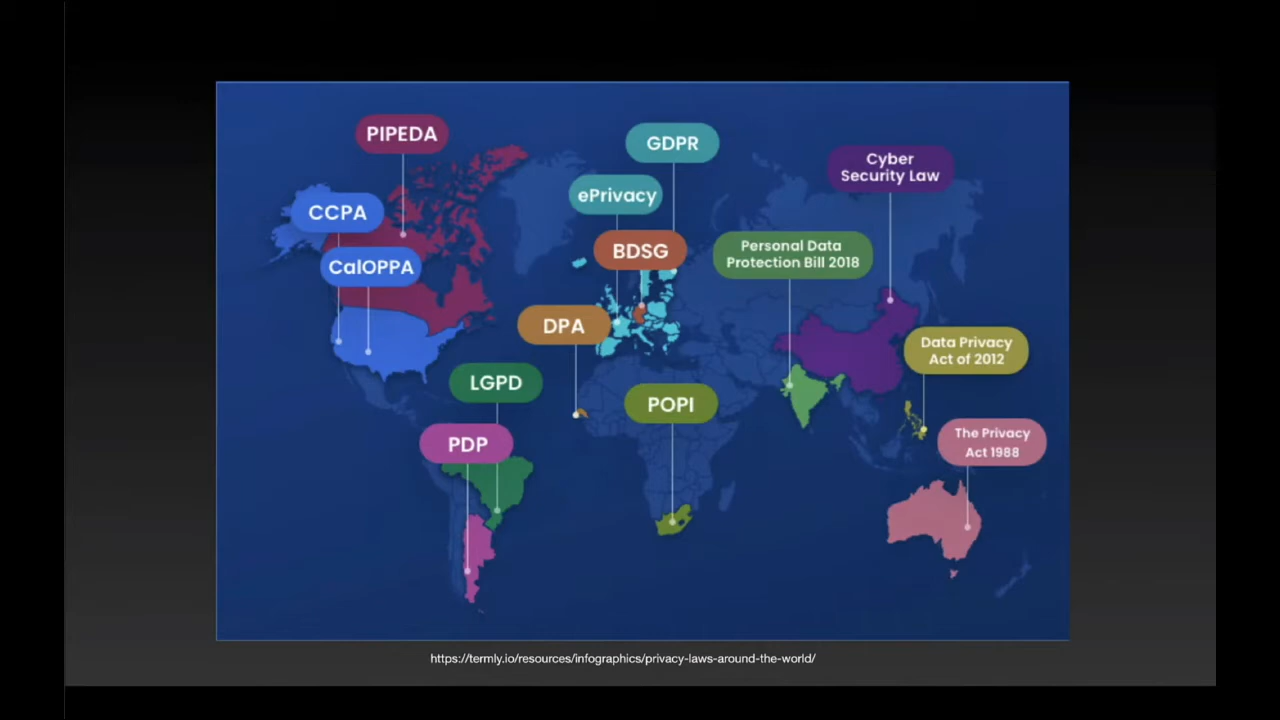 PIPEDA
GDPR
Cyber
Security Law
ePrivacy
CCPA
BDSG
Personal Data
Protection Bill 2018
CalOPPA
DPA
Data Privacy
Act of 2012
LGPD
POPI
PDP
The Privacy
Act 1988
https://termly.io/resources/infographics/privacy-laws-around-the-world/